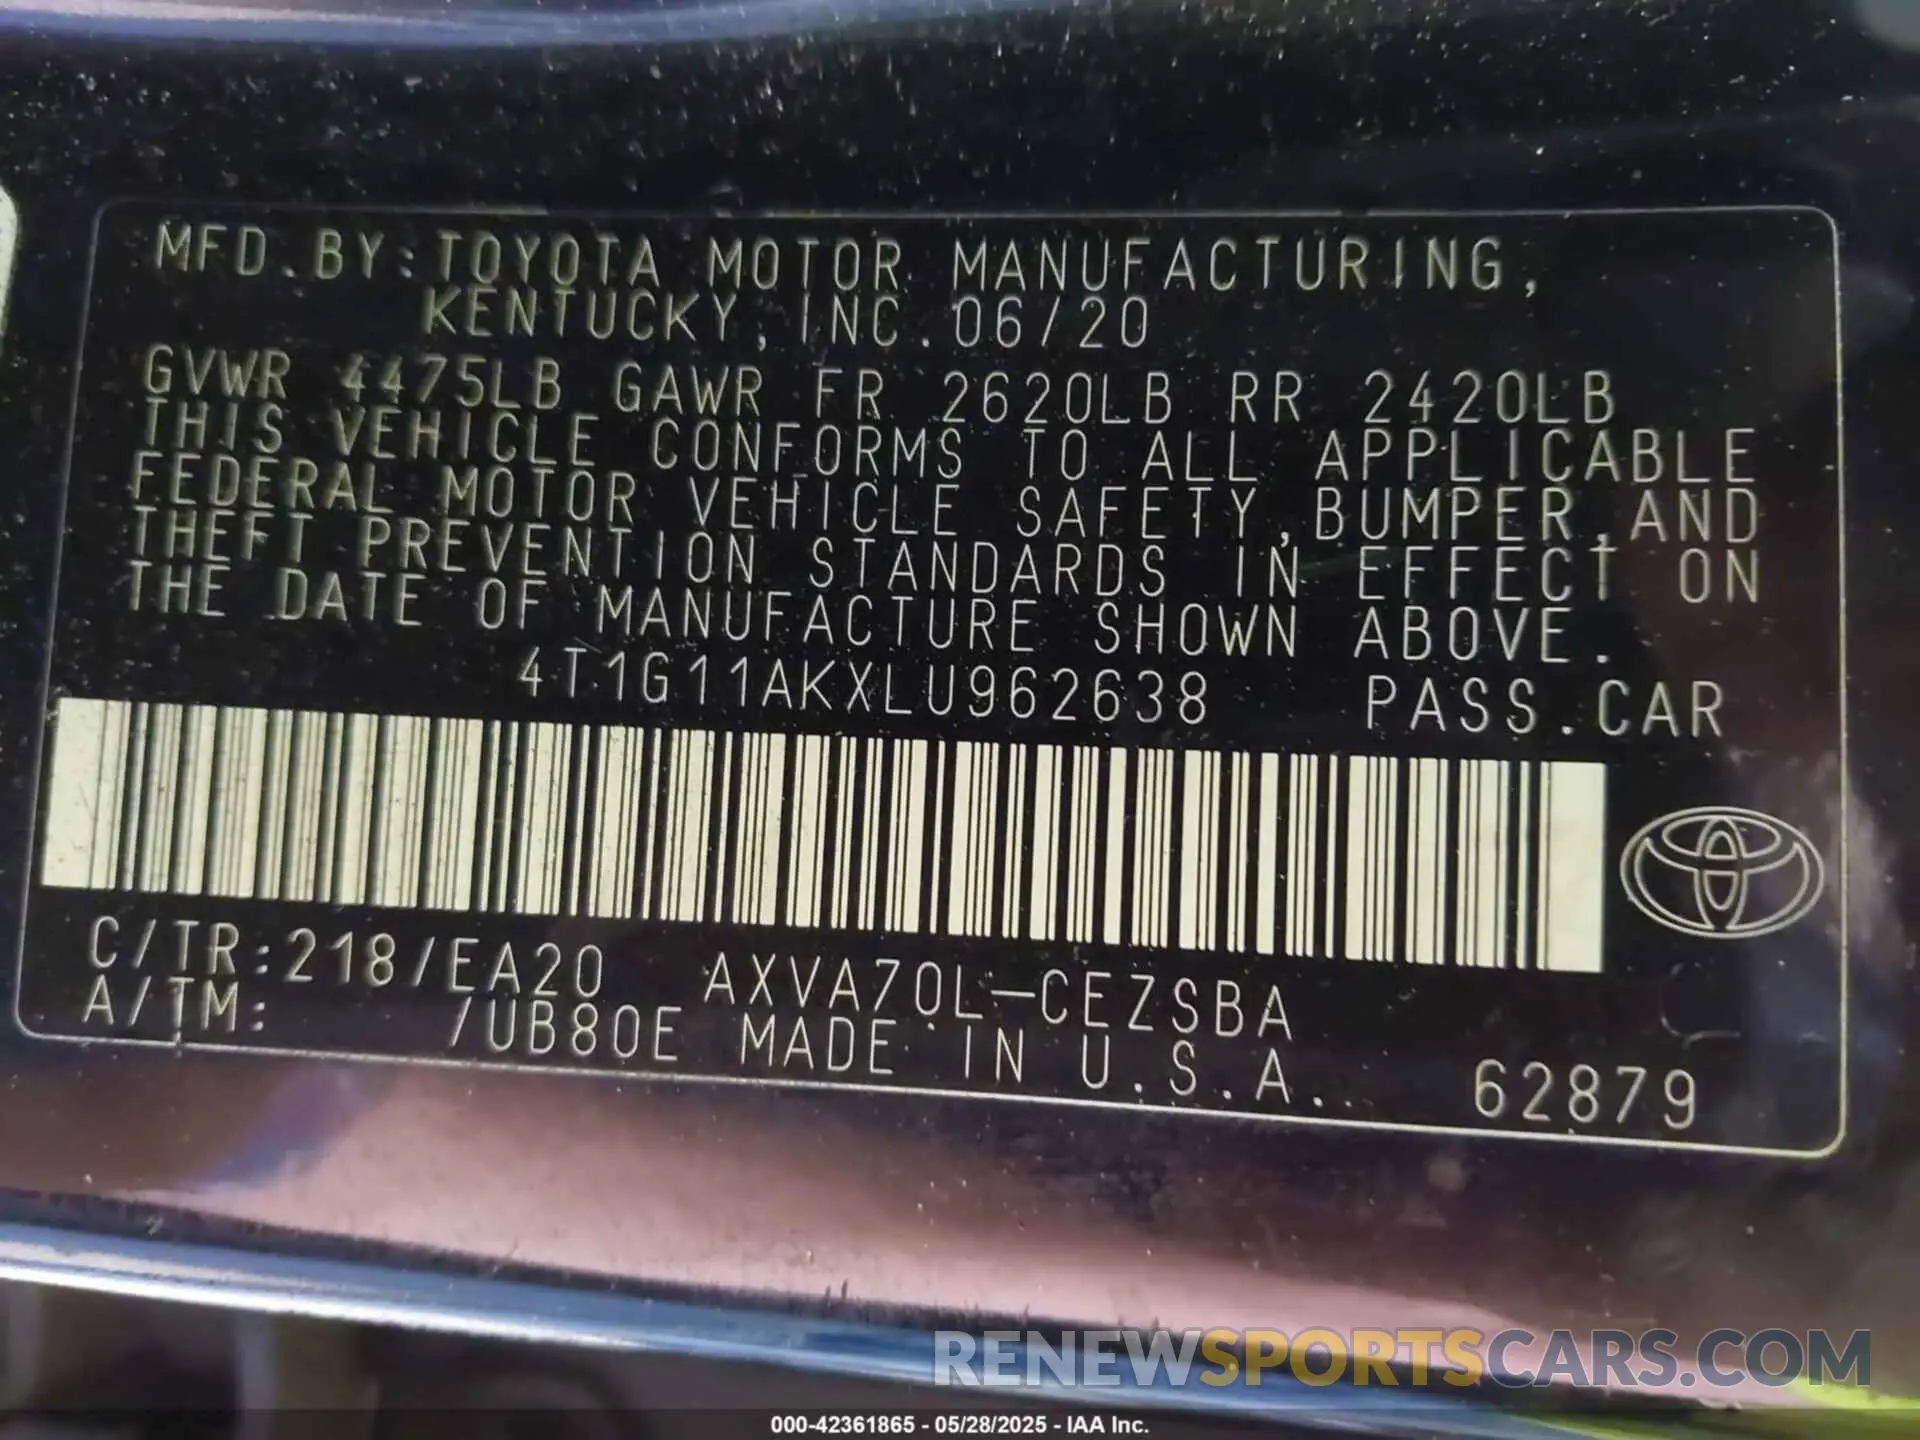 MFD.BY:TOYOTA MOTOR MANUFACTURING,
KENTUCKY,INC.06/20
GVWR 4475LB GAWR FR 2620LB RR 2420LB
THIS VEHICLE CONFORMS TO ALL APPLICABLE
FEDERAL MOTOR VEHICLE SAFETY,BUMPER,AND
THEFT PREVENTION STANDARDS IN EFFECT ON
THE DATE OF MANUFACTURE SHOWN ABOVE.
4T1G11AKXLU962638 PASS.CAR
C/TR:218/EA20 AXVA70L-CEZSBA
A/TM: /UB80E MADE IN U.S.A.
62879
RENEWSPORTSCARS.COM
000-42361865 - 05/28/2025 - IAA Inc.